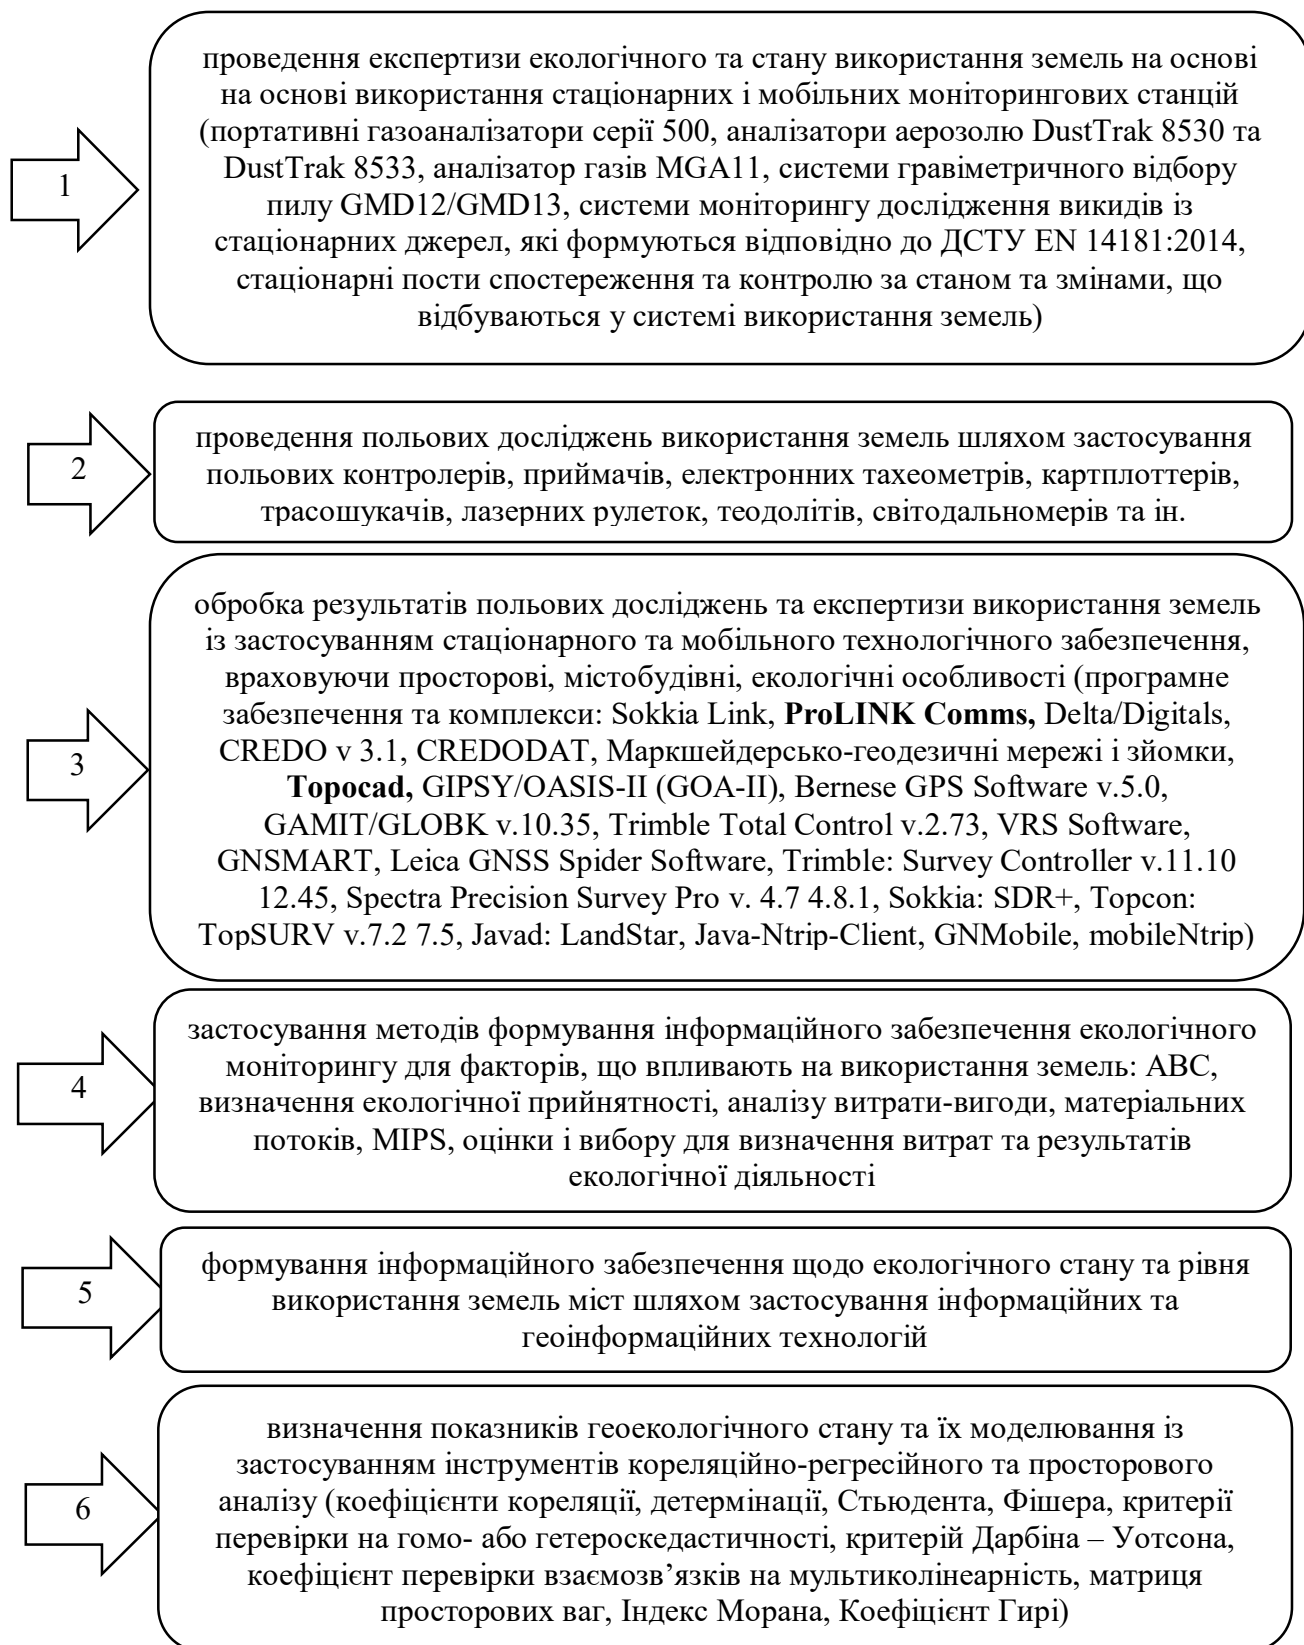 1
проведення експертизи екологічного та стану використання земель на основі
на основі використання стаціонарних і мобільних моніторингових станцій
(портативні газоаналізатори серії 500, аналізатори аерозолю DustTrak 8530 та
DustTrak 8533, аналізатор газів MGA11, системи гравіметричного відбору
пилу GMD12/GMD13, системи моніторингу дослідження викидів із
стаціонарних джерел, які формуються відповідно до ДСТУ EN 14181:2014,
стаціонарні пости спостереження та контролю за станом та змінами, що
відбуваються у системі використання земель)
2
проведення польових досліджень використання земель шляхом застосування
польових контролерів, приймачів, електронних тахеометрів, картплоттерів,
трасошукачів, лазерних рулеток, теодолітів, світодальномерів та ін.
3
обробка результатів польових досліджень та експертизи використання земель
із застосуванням стаціонарного та мобільного технологічного забезпечення,
враховуючи просторові, містобудівні, екологічні особливості (програмне
забезпечення та комплекси: Sokkia Link, ProLINK Comms, Delta/Digitals,
CREDO v 3.1, CREDODAT, Маркшейдерсько-геодезичні мережі і зйомки,
Topocad, GIPSY/OASIS-II (GOA-II), Bernese GPS Software v.5.0,
GAMIT/GLOBK v.10.35, Trimble Total Control v.2.73, VRS Software,
GNSMART, Leica GNSS Spider Software, Trimble: Survey Controller v.11.10
12.45, Spectra Precision Survey Pro v. 4.7 4.8.1, Sokkia: SDR+, Topcon:
TopSURV v.7.2 7.5, Javad: LandStar, Java-Ntrip-Client, GNMobile, mobileNtrip)
4
застосування методів формування інформаційного забезпечення екологічного
моніторингу для факторів, що впливають на використання земель: АВС,
визначення екологічної прийнятності, аналізу витрати-вигоди, матеріальних
потоків, MIPS, оцінки і вибору для визначення витрат та результатів
екологічної діяльності
5
формування інформаційного забезпечення щодо екологічного стану та рівня
використання земель міст шляхом застосування інформаційних та
геоінформаційних технологій
6
визначення показників геоекологічного стану та їх моделювання із
застосуванням інструментів кореляційно-регресійного та просторового
аналізу (коефіцієнти кореляції, детермінації, Стьюдента, Фішера, критерії
перевірки на гомо- або гетероскедастичності, критерій Дарбіна – Уотсона,
коефіцієнт перевірки взаємозв’язків на мультиколінеарність, матриця
просторових ваг, Індекс Морана, Коефіцієнт Гирі)